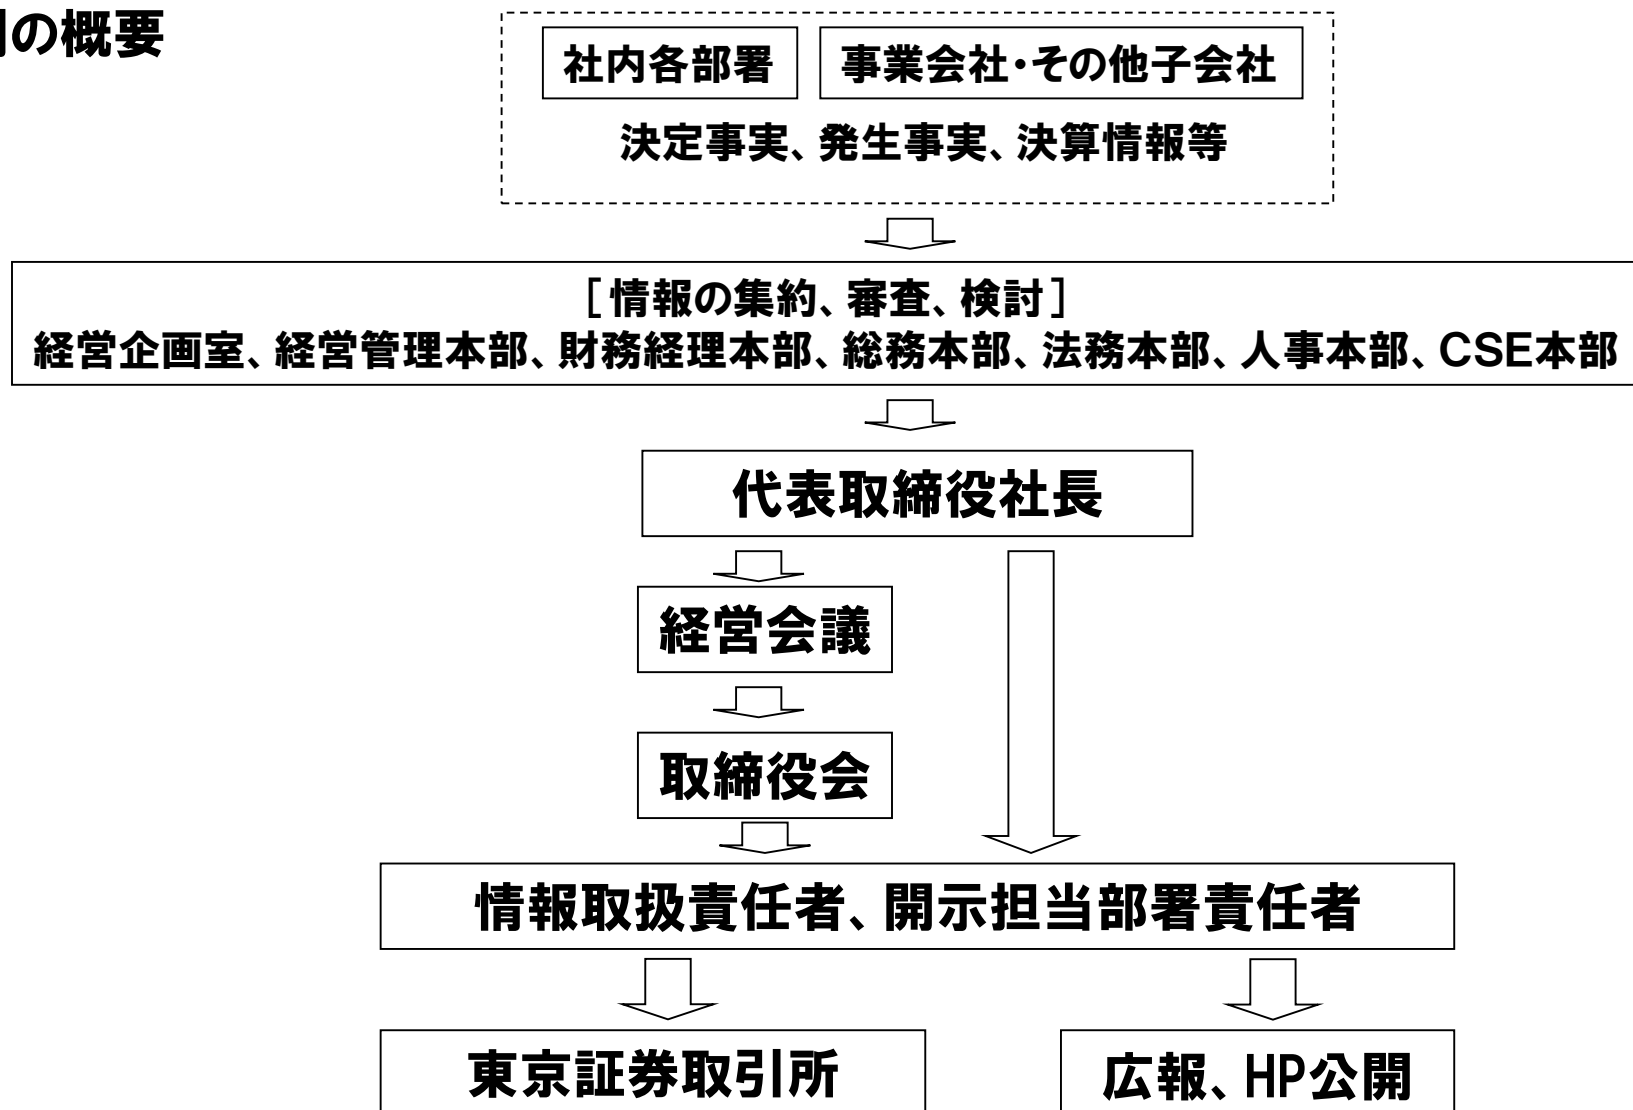 の概要
社内各部署
事業会社・その他子会社
決定事実、発生事実、決算情報等
［情報の集約、審査、検討］
経営企画室、経営管理本部、財務経理本部、総務本部、法務本部、人事本部、CSE本部
代表取締役社長
経営会議
取締役会
情報取扱責任者、開示担当部署責任者
東京証券取引所
広報、HP公開